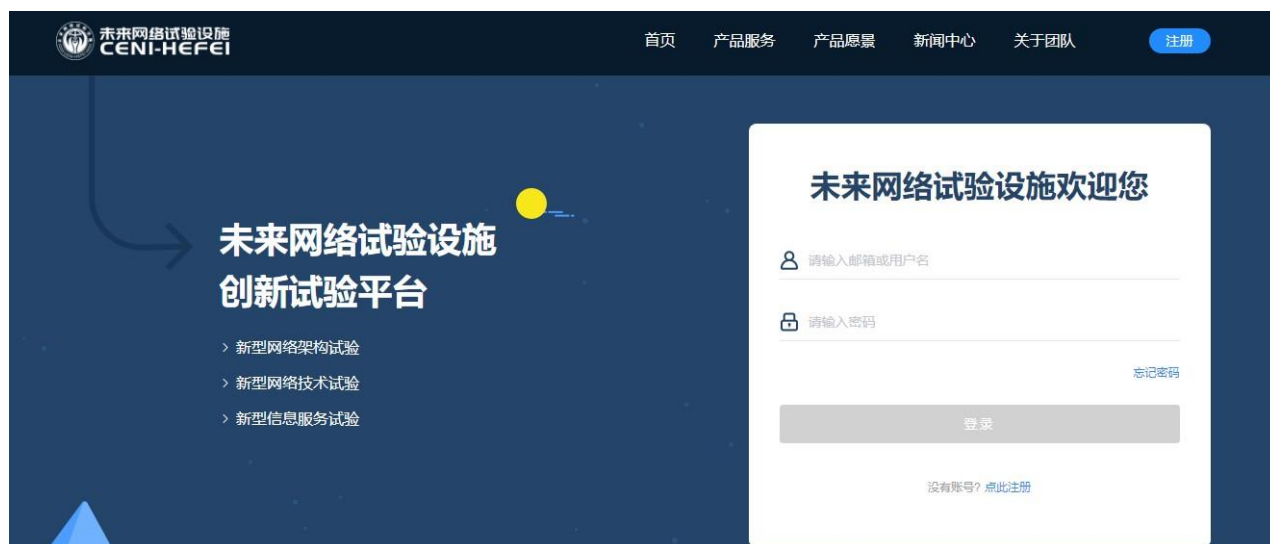 未来网络试验设施
CENI-HEFEI
首页 产品服务 产品愿景 新闻中心 关于团队 注册
未来网络试验设施
创新试验平台
> 新型网络架构试验
> 新型网络技术试验
> 新型信息服务试验
未来网络试验设施欢迎您
请输入邮箱或用户名
请输入密码
忘记密码
登录
没有账号? 点此注册